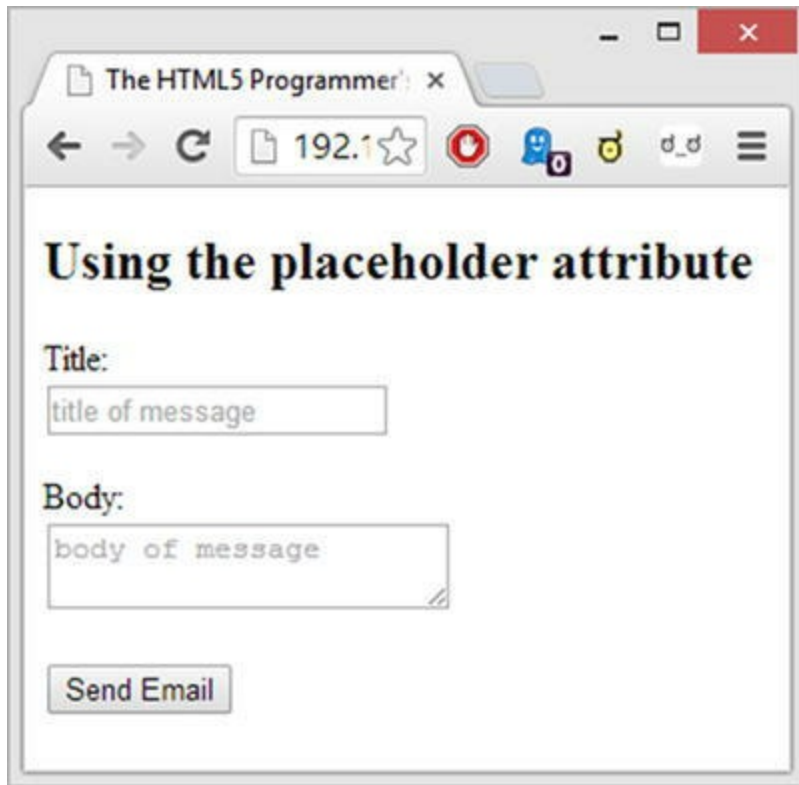 The HTML5 Programmer's
192.1
0
ಠ_ಠ
Using the placeholder attribute
Title:
title of message
Body:
body of message
Send Email